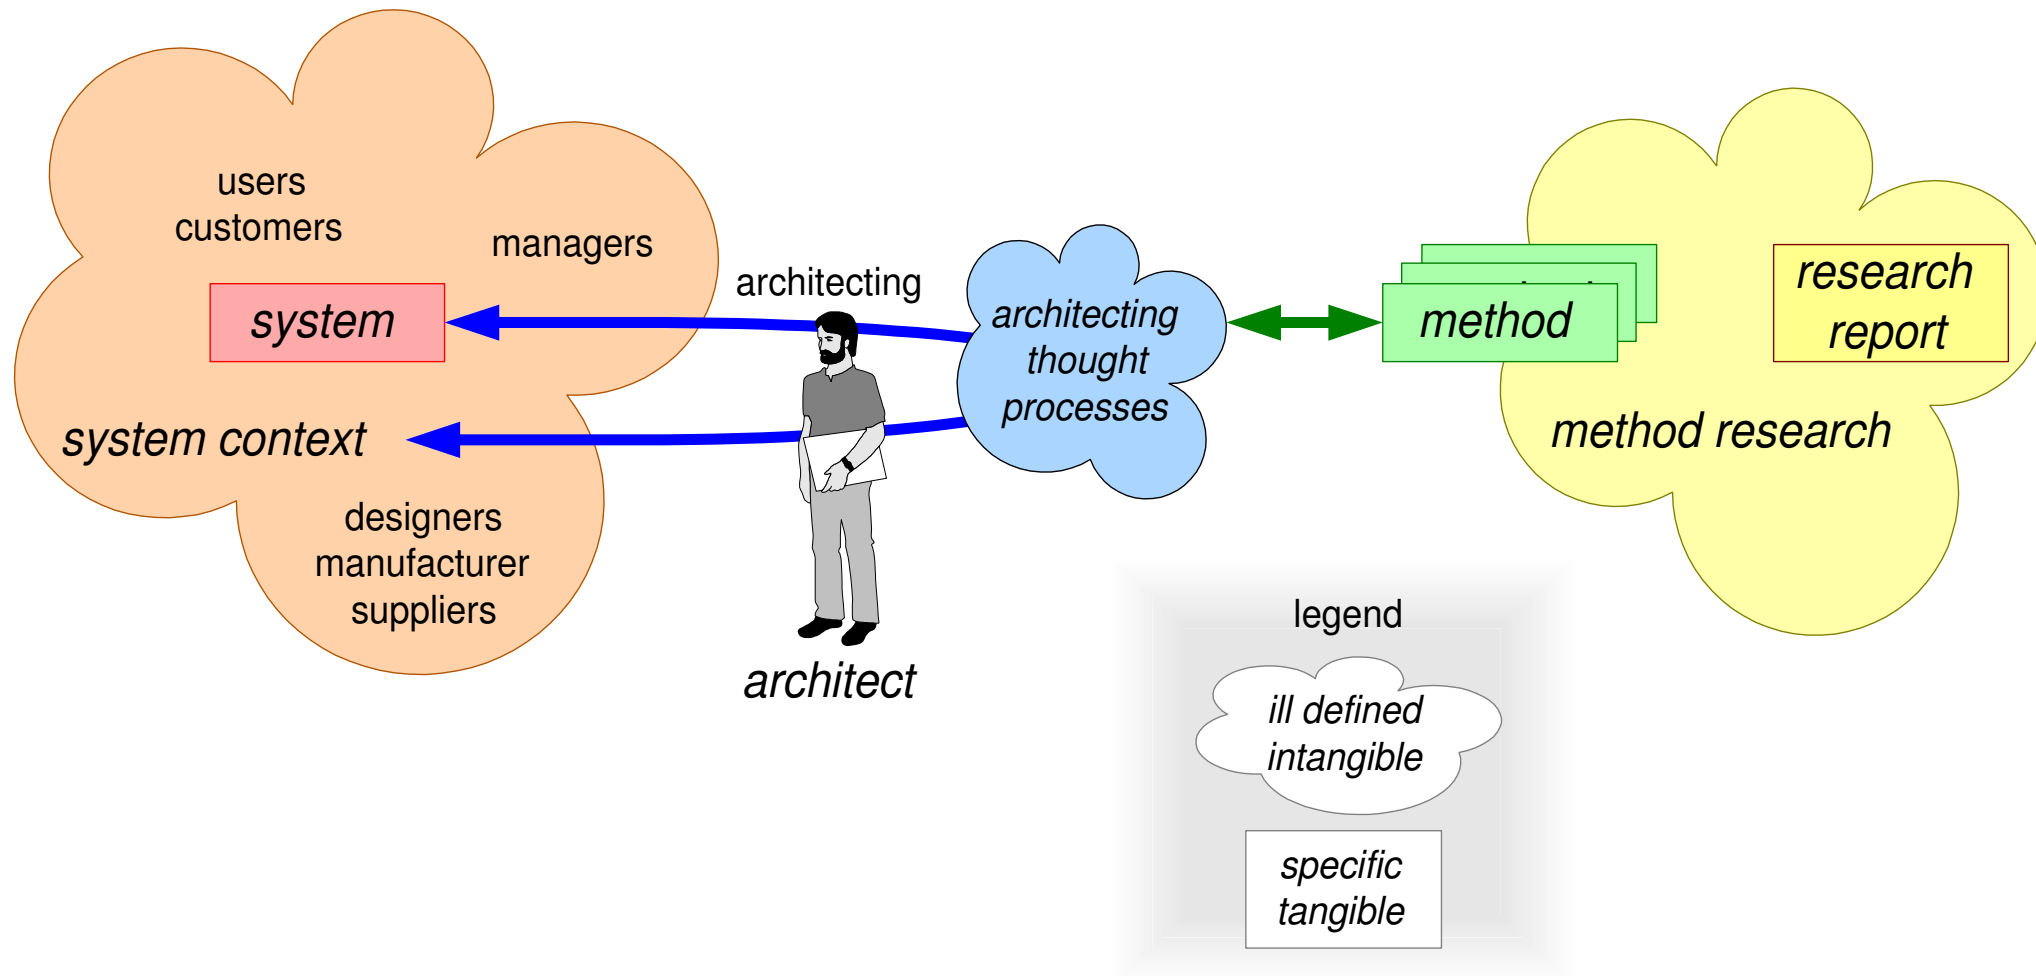 users
customers
managers
system
system context
designers
manufacturer
suppliers
architecting
architect
architecting
thought
processes
method
research
report
method research
legend
ill defined
intangible
specific
tangible